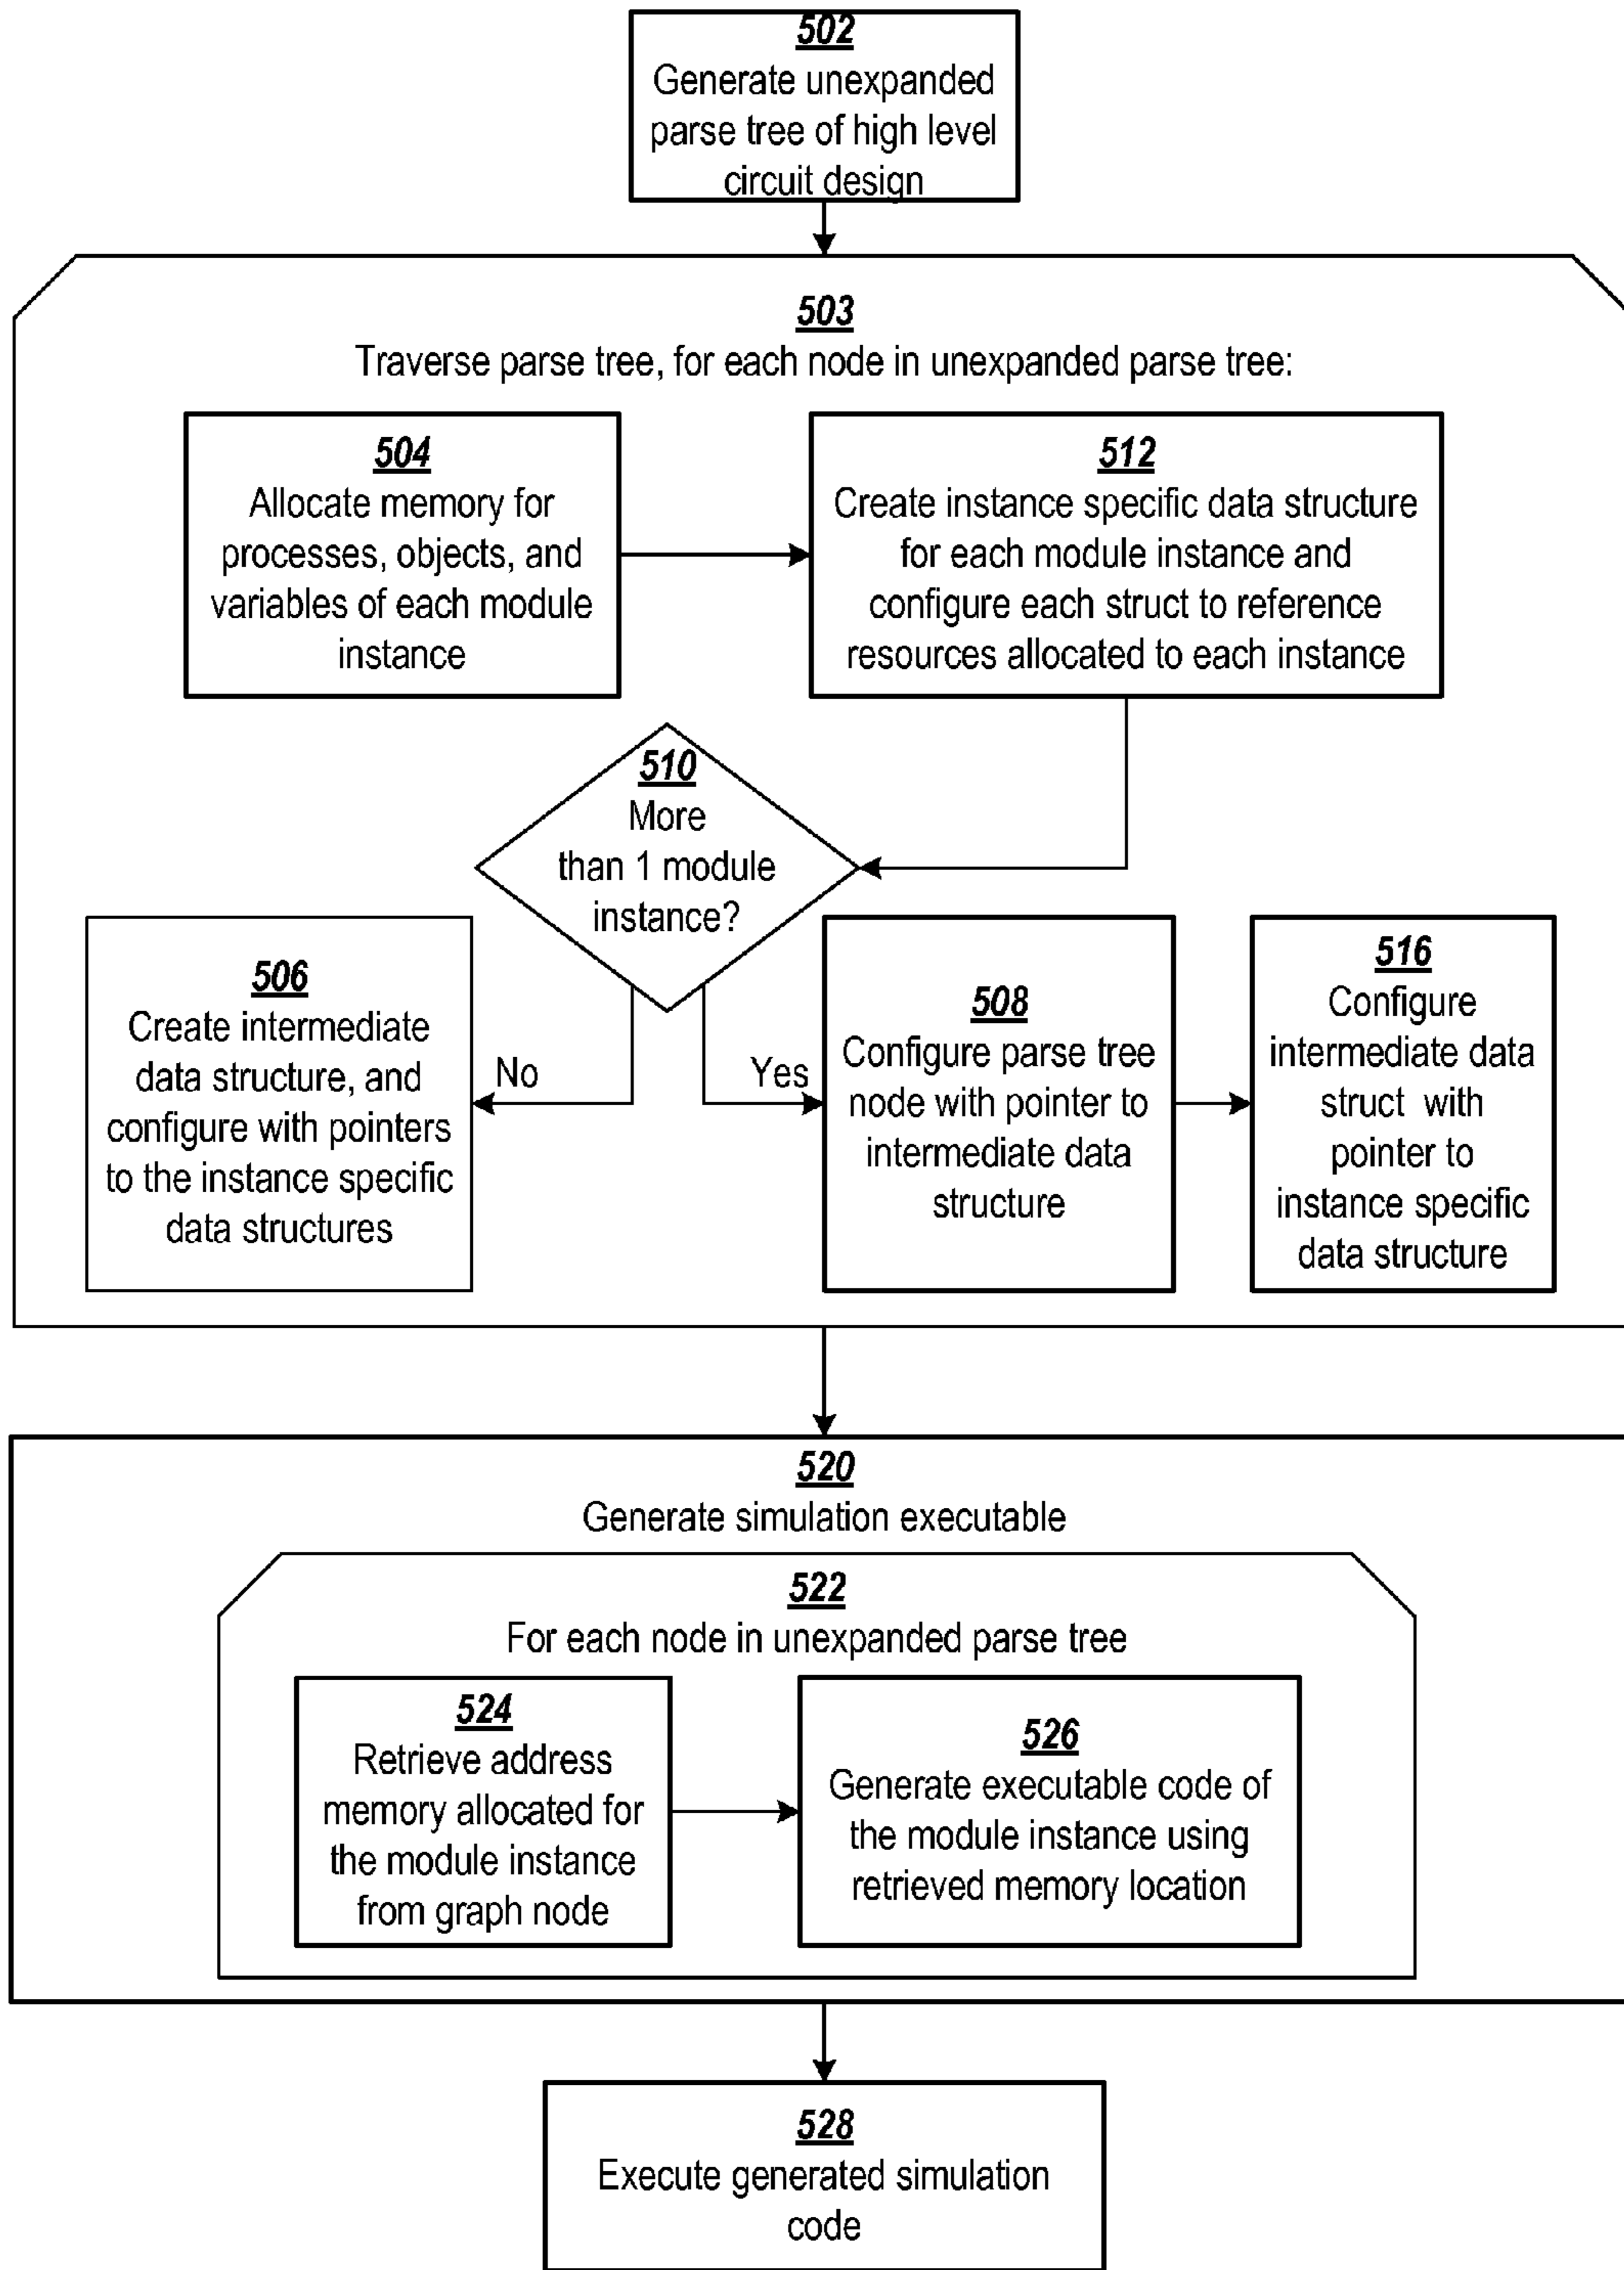 502
Generate unexpanded
parse tree of high level
circuit design
503
Traverse parse tree, for each node in unexpanded parse tree:
504
Allocate memory for
processes, objects, and
variables of each module
instance
512
Create instance specific data structure
for each module instance and
configure each struct to reference
resources allocated to each instance
510
More
than 1 module
instance?
No
Yes
506
Create intermediate
data structure, and
configure with pointers
to the instance specific
data structures
508
Configure parse tree
node with pointer to
intermediate data
structure
516
Configure
intermediate data
struct with
pointer to
instance specific
data structure
520
Generate simulation executable
522
For each node in unexpanded parse tree
524
Retrieve address
memory allocated for
the module instance
from graph node
526
Generate executable code of
the module instance using
retrieved memory location
528
Execute generated simulation
code